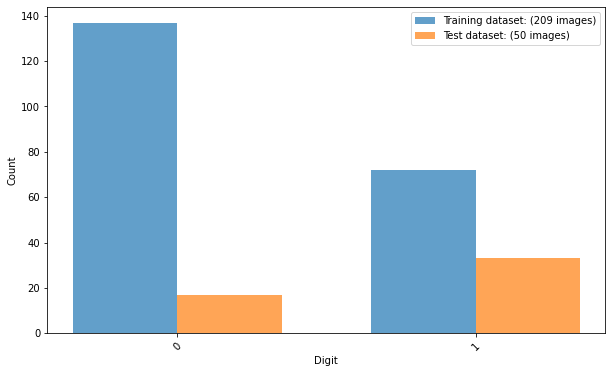 Training dataset: (209 images)
Test dataset: (50 images)
Count
140
120
100
80
60
40
20
0
0
1
Digit